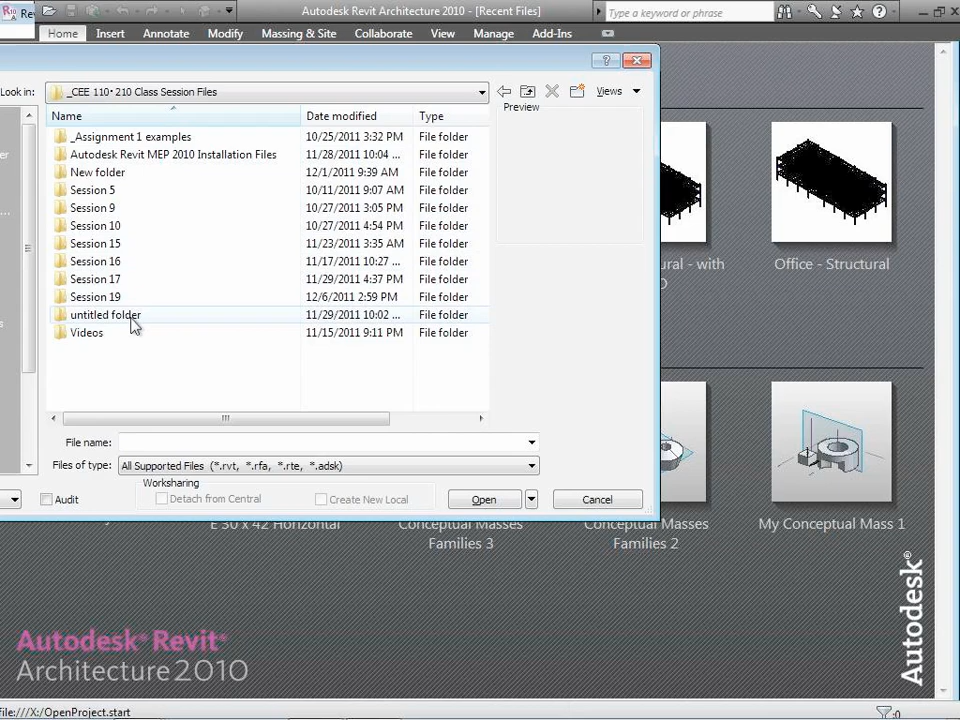 Re
Autodesk Revit Architecture 2010 - [Recent Files]
Type a keyword or phrase
Home Insert Annotate Modify Massing & Site Collaborate View Manage Add-Ins
Look in: _CEE 110•210 Class Session Files
Views
Name Date modified Type
Preview
_Assignment 1 examples 10/25/2011 3:32 PM File folder
Autodesk Revit MEP 2010 Installation Files 11/28/2011 10:04 ... File folder
New folder 12/1/2011 9:39 AM File folder
Session 5 10/11/2011 9:07 AM File folder
Session 9 10/27/2011 3:05 PM File folder
Session 10 10/27/2011 4:54 PM File folder
Session 15 11/23/2011 3:35 AM File folder
Session 16 11/17/2011 10:27 ... File folder
Session 17 11/29/2011 4:37 PM File folder
Session 19 12/6/2011 2:59 PM File folder
untitled folder 11/29/2011 10:02 ... File folder
Videos 11/15/2011 9:11 PM File folder
File name:
Files of type: All Supported Files (*.rvt, *.rfa, *.rte, *.adsk)
Worksharing
Audit Detach from Central Create New Local Open Cancel
ural - with
Office - Structural
E 30 x 42 Horizontal
Conceptual Masses
Families 3
Conceptual Masses
Families 2
My Conceptual Mass 1
Autodesk®
Autodesk® Revit®
Architecture 2010
File:///X:/OpenProject.start
:0